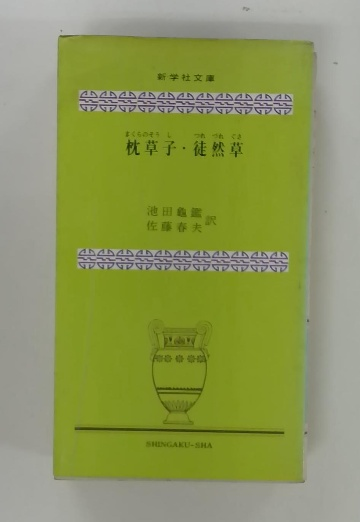 新学社文庫
まくらのそうし つれづれぐさ
枕草子・徒然草
池田龜鑑
佐藤春夫 訳
SHINGAKU-SHA